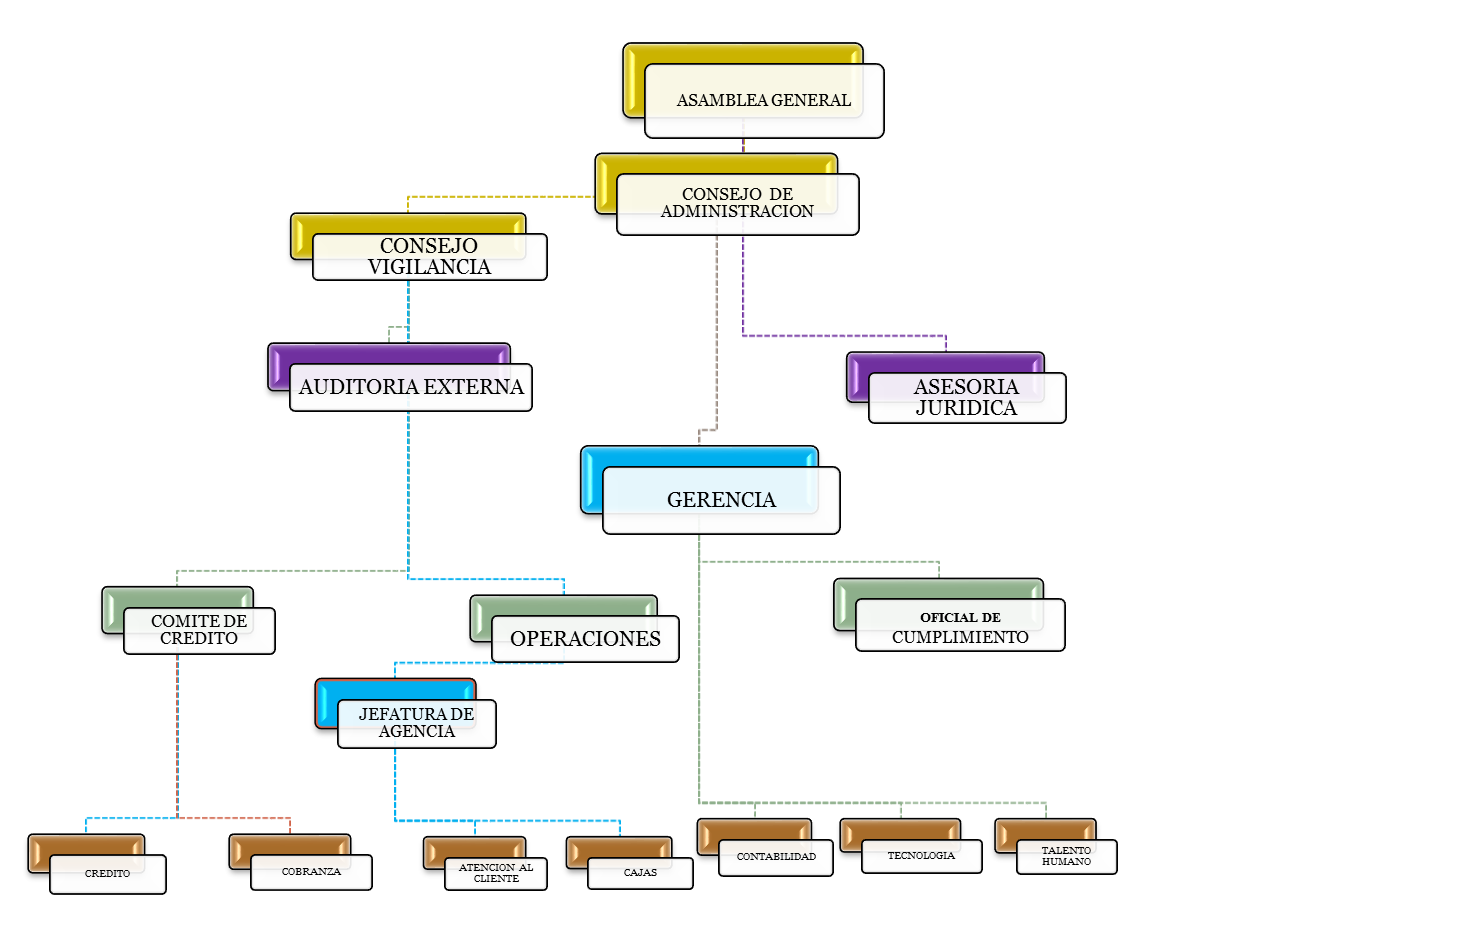 ASAMBLEA GENERAL
CONSEJO DE
ADMINISTRACION
CONSEJO
VIGILANCIA
AUDITORIA EXTERNA
ASESORIA
JURIDICA
GERENCIA
COMITE DE
CREDITO
OPERACIONES
OFICIAL DE
CUMPLIMIENTO
JEFATURA DE
AGENCIA
CREDITO
COBRANZA
ATENCION AL
CLIENTE
CAJAS
CONTABILIDAD
TECNOLOGIA
TALENTO
HUMANO